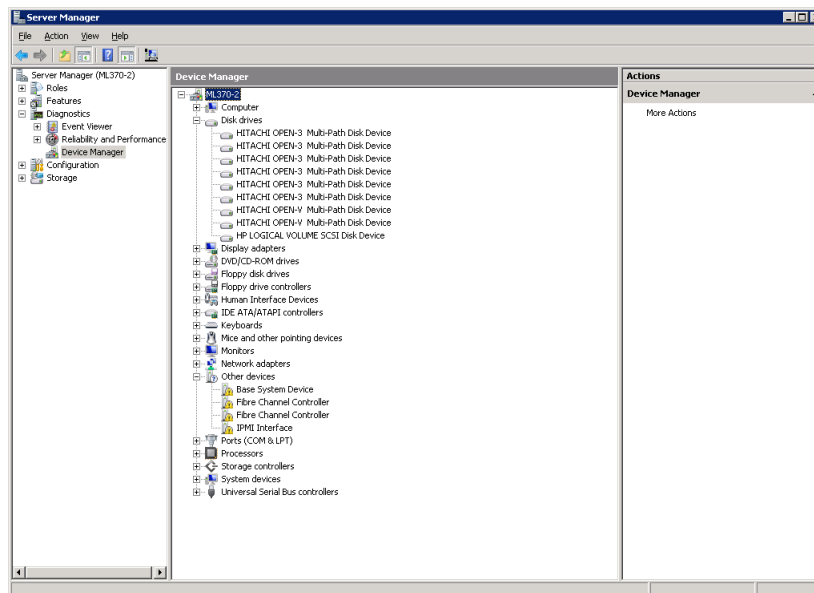 Server Manager
File Action View Help
Server Manager (ML370-2)
Roles
Features
Diagnostics
Event Viewer
Reliability and Performance
Device Manager
Configuration
Storage
Device Manager
ML370-2
Computer
Disk drives
HITACHI OPEN-3 Multi-Path Disk Device
HITACHI OPEN-3 Multi-Path Disk Device
HITACHI OPEN-3 Multi-Path Disk Device
HITACHI OPEN-3 Multi-Path Disk Device
HITACHI OPEN-3 Multi-Path Disk Device
HITACHI OPEN-3 Multi-Path Disk Device
HITACHI OPEN-V Multi-Path Disk Device
HITACHI OPEN-V Multi-Path Disk Device
HP LOGICAL VOLUME SCSI Disk Device
Display adapters
DVD/CD-ROM drives
Floppy disk drives
Floppy drive controllers
Human Interface Devices
IDE ATA/ATAPI controllers
Keyboards
Mice and other pointing devices
Monitors
Network adapters
Other devices
Base System Device
Fibre Channel Controller
Fibre Channel Controller
IPMI Interface
Ports (COM & LPT)
Processors
Storage controllers
System devices
Universal Serial Bus controllers
Actions
Device Manager
More Actions